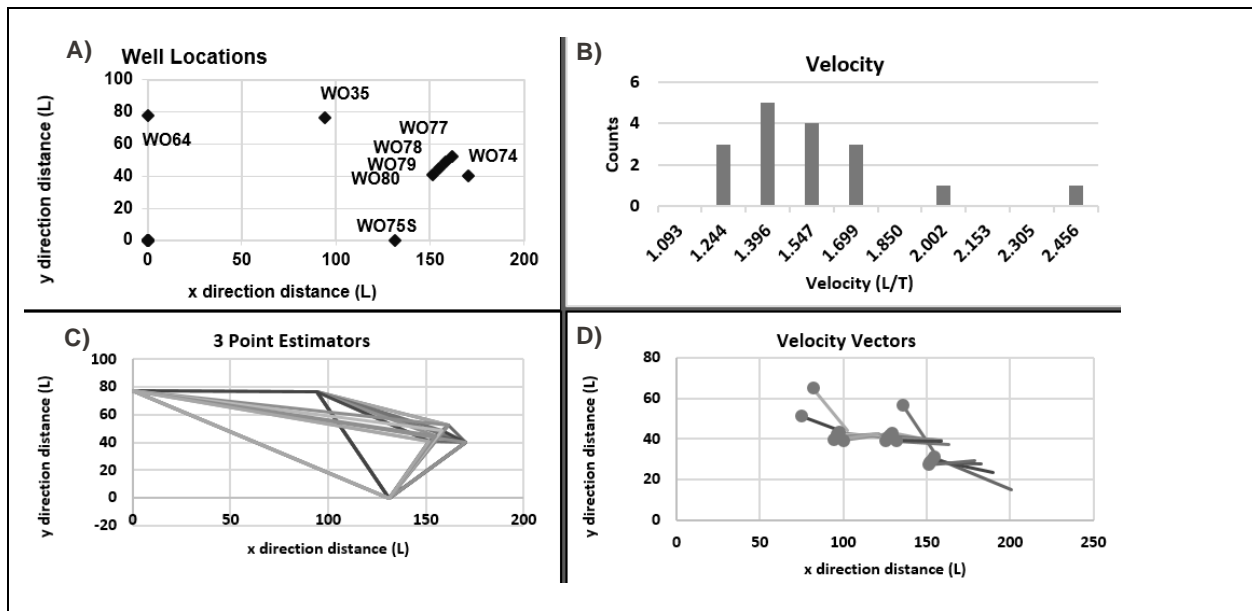 A)
Well Locations
y direction distance (L)
100
80
60
40
20
0
WO64
WO35
WO77
WO78
WO79
WO80
WO74
WO75S
0
50
100
150
200
x direction distance (L)
B)
Velocity
Counts
6
4
2
0
1.093
1.244
1.396
1.547
1.699
1.850
2.002
2.153
2.305
2.456
Velocity (L/T)
C)
3 Point Estimators
y direction distance (L)
100
80
60
40
20
0
-20
0
50
100
150
200
x direction distance (L)
D)
Velocity Vectors
y direction distance (L)
80
60
40
20
0
0
50
100
150
200
250
x direction distance (L)